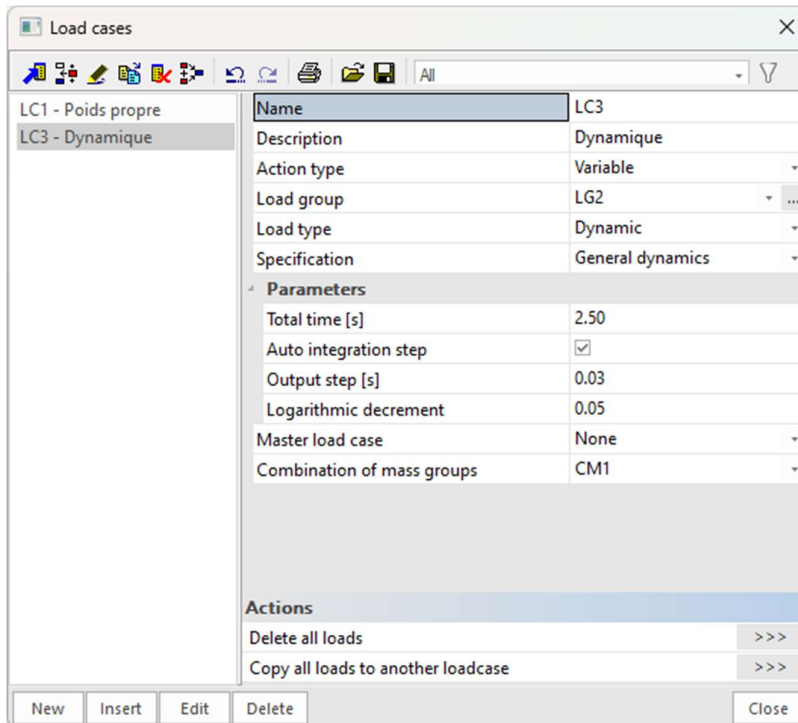 Load cases
All
LC1 - Poids propre
LC3 - Dynamique
Name LC3
Description Dynamique
Action type Variable
Load group LG2 ...
Load type Dynamic
Specification General dynamics
Parameters
Total time [s] 2.50
Auto integration step
Output step [s] 0.03
Logarithmic decrement 0.05
Master load case None
Combination of mass groups CM1
Actions
Delete all loads >>>
Copy all loads to another loadcase >>>
New Insert Edit Delete Close